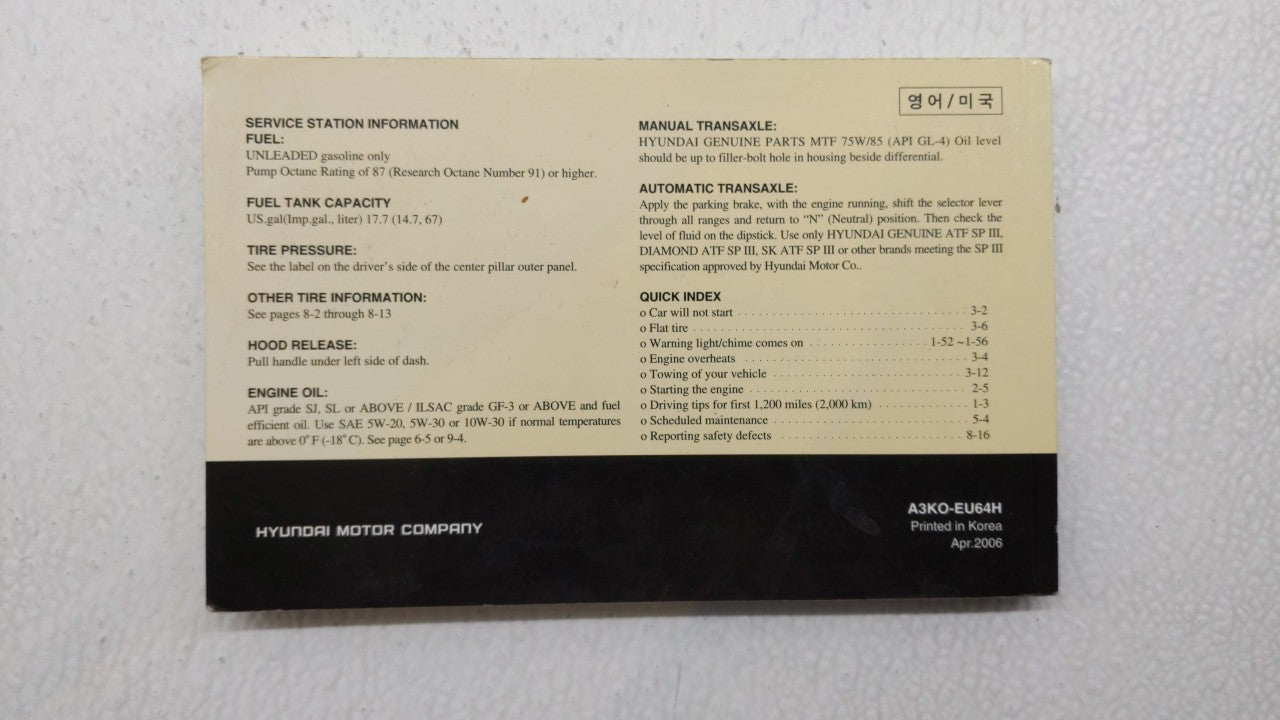 영어/미국
SERVICE STATION INFORMATION
FUEL:
UNLEADED gasoline only
Pump Octane Rating of 87 (Research Octane Number 91) or higher.
FUEL TANK CAPACITY
US.gal(Imp.gal., liter) 17.7 (14.7, 67)
TIRE PRESSURE:
See the label on the driver's side of the center pillar outer panel.
OTHER TIRE INFORMATION:
See pages 8-2 through 8-13
HOOD RELEASE:
Pull handle under left side of dash.
ENGINE OIL:
API grade SJ, SL or ABOVE / ILSAC grade GF-3 or ABOVE and fuel
efficient oil. Use SAE 5W-20, 5W-30 or 10W-30 if normal temperatures
are above 0°F (-18°C). See page 6-5 or 9-4.
MANUAL TRANSAXLE:
HYUNDAI GENUINE PARTS MTF 75W/85 (API GL-4) Oil level
should be up to filler-bolt hole in housing beside differential.
AUTOMATIC TRANSAXLE:
Apply the parking brake, with the engine running, shift the selector lever
through all ranges and return to “N” (Neutral) position. Then check the
level of fluid on the dipstick. Use only HYUNDAI GENUINE ATF SP III,
DIAMOND ATF SP III, SK ATF SP III or other brands meeting the SP III
specification approved by Hyundai Motor Co..
QUICK INDEX
o Car will not start . . . . . . . . . . 3-2
o Flat tire . . . . . . . . . . 3-6
o Warning light/chime comes on . . . . . . . . . . 1-52 ~1-56
o Engine overheats . . . . . . . . . . 3-4
o Towing of your vehicle . . . . . . . . . . 3-12
o Starting the engine . . . . . . . . . . 2-5
o Driving tips for first 1,200 miles (2,000 km) . . . . . . . . . . 1-3
o Scheduled maintenance . . . . . . . . . . 5-4
o Reporting safety defects . . . . . . . . . . 8-16
HYUNDAI MOTOR COMPANY
A3KO-EU64H
Printed in Korea
Apr.2006